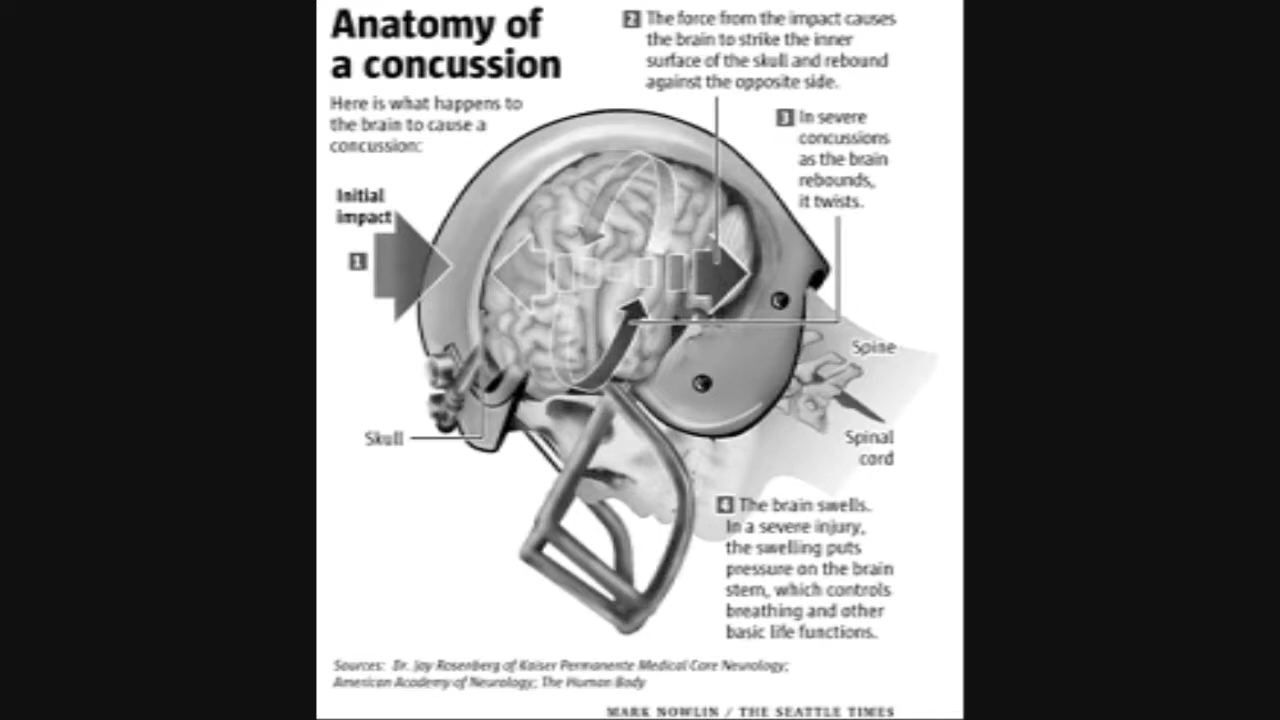 Anatomy of
a concussion
Here is what happens to
the brain to cause a
concussion:
Initial
impact
1
2 The force from the impact causes
the brain to strike the inner
surface of the skull and rebound
against the opposite side.
3 In severe
concussions
as the brain
rebounds,
it twists.
Spine
Spinal
cord
Skull
4 The brain swells.
In a severe injury,
the swelling puts
pressure on the brain
stem, which controls
breathing and other
basic life functions.
Sources: Dr. Jay Rosenberg of Kaiser Permanente Medical Care Neurology;
American Academy of Neurology; The Human Body
MARK NOWLIN / THE SEATTLE TIMES